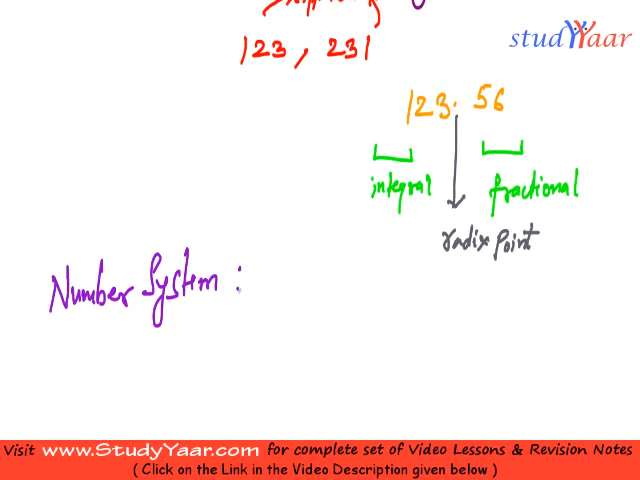 studYYaar
123 , 231
123. 56
integral fractional
radix point
Number System :
Visit www.StudyYaar.com for complete set of Video Lessons & Revision Notes
( Click on the Link in the Video Description given below )